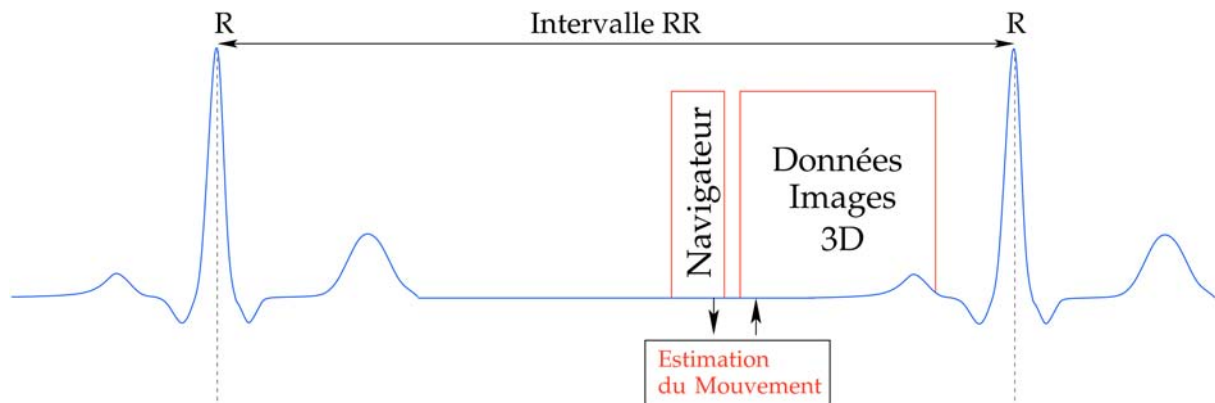 R
Intervalle RR
R
Navigateur
Données
Images
3D
Estimation
du Mouvement